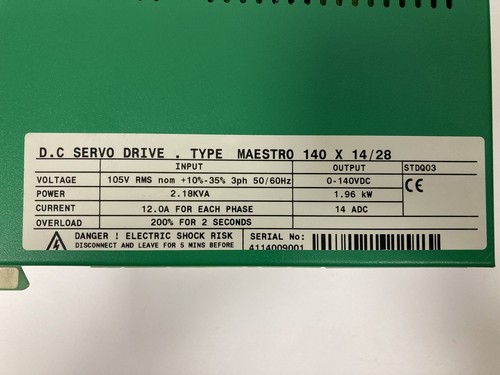 D.C SERVO DRIVE . TYPE MAESTRO 140 X 14/28
INPUT OUTPUT STDQ03
VOLTAGE 105V RMS nom +10%-35% 3ph 50/60Hz 0-140VDC CE
POWER 2.18KVA 1.96 kW
CURRENT 12.0A FOR EACH PHASE 14 ADC
OVERLOAD 200% FOR 2 SECONDS
DANGER ! ELECTRIC SHOCK RISK SERIAL No:
DISCONNECT AND LEAVE FOR 5 MINS BEFORE 4114009001